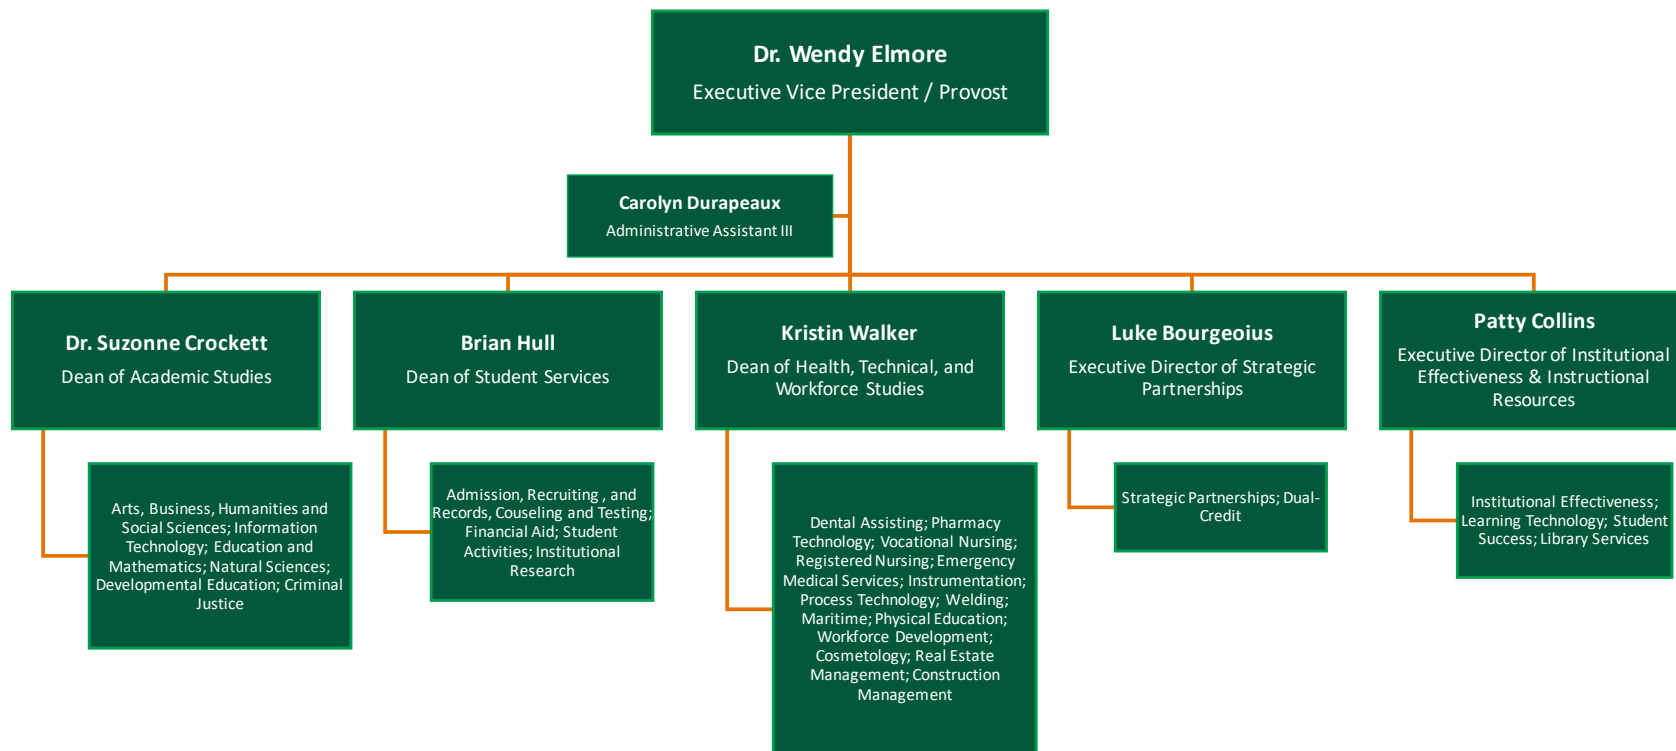 Dr. Wendy Elmore
Executive Vice President / Provost
Carolyn Durapeaux
Administrative Assistant III
Dr. Suzonne Crockett
Dean of Academic Studies
Brian Hull
Dean of Student Services
Kristin Walker
Dean of Health, Technical, and
Workforce Studies
Luke Bourgeoius
Executive Director of Strategic
Partnerships
Patty Collins
Executive Director of Institutional
Effectiveness & Instructional
Resources
Arts, Business, Humanities and
Social Sciences; Information
Technology; Education and
Mathematics; Natural Sciences;
Developmental Education; Criminal
Justice
Admission, Recruiting , and
Records, Couseling and Testing;
Financial Aid; Student
Activities; Institutional
Research
Dental Assisting; Pharmacy
Technology; Vocational Nursing;
Registered Nursing; Emergency
Medical Services; Instrumentation;
Process Technology; Welding;
Maritime; Physical Education;
Workforce Development;
Cosmetology; Real Estate
Management; Construction
Management
Strategic Partnerships; Dual-
Credit
Institutional Effectiveness;
Learning Technology; Student
Success; Library Services